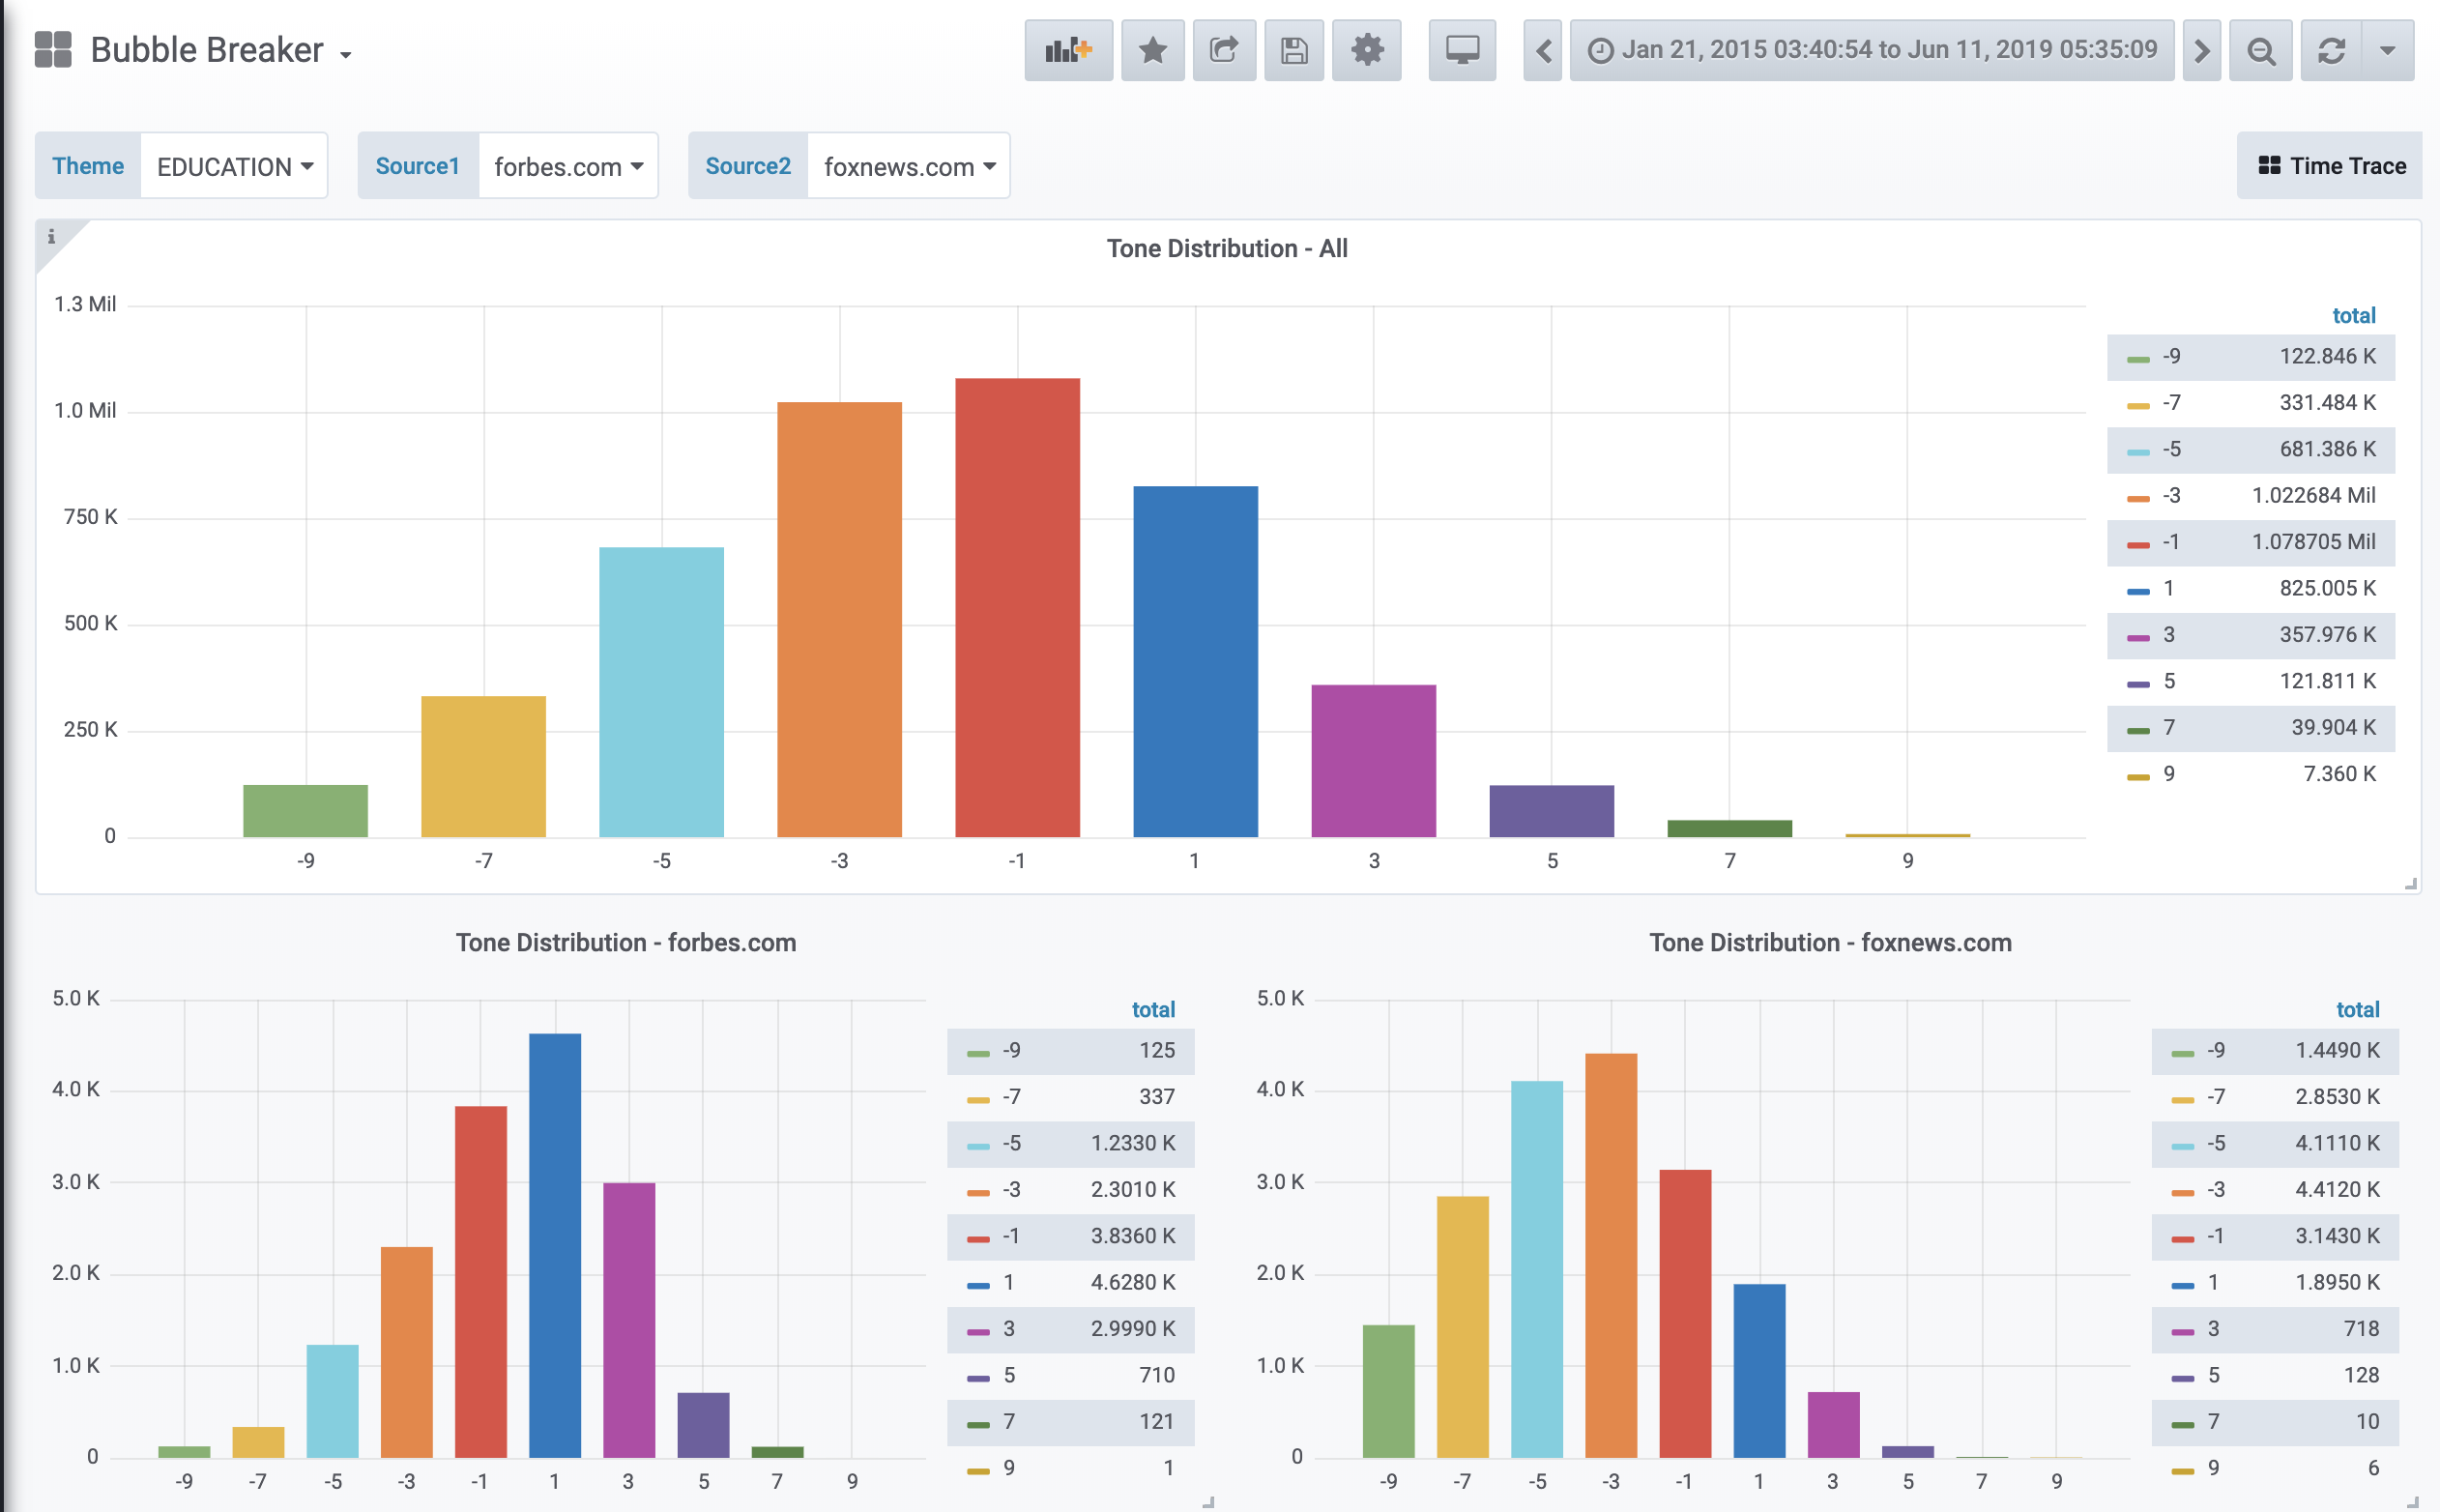 Bubble Breaker
Jan 21, 2015 03:40:54 to Jun 11, 2019 05:35:09
Theme EDUCATION Source1 forbes.com Source2 foxnews.com Time Trace
i
Tone Distribution - All
1.3 Mil
1.0 Mil
750 K
500 K
250 K
0
-9 -7 -5 -3 -1 1 3 5 7 9
total
-9 122.846 K
-7 331.484 K
-5 681.386 K
-3 1.022684 Mil
-1 1.078705 Mil
1 825.005 K
3 357.976 K
5 121.811 K
7 39.904 K
9 7.360 K
Tone Distribution - forbes.com
5.0 K
4.0 K
3.0 K
2.0 K
1.0 K
0
-9 -7 -5 -3 -1 1 3 5 7 9
total
-9 125
-7 337
-5 1.2330 K
-3 2.3010 K
-1 3.8360 K
1 4.6280 K
3 2.9990 K
5 710
7 121
9 1
Tone Distribution - foxnews.com
5.0 K
4.0 K
3.0 K
2.0 K
1.0 K
0
-9 -7 -5 -3 -1 1 3 5 7 9
total
-9 1.4490 K
-7 2.8530 K
-5 4.1110 K
-3 4.4120 K
-1 3.1430 K
1 1.8950 K
3 718
5 128
7 10
9 6